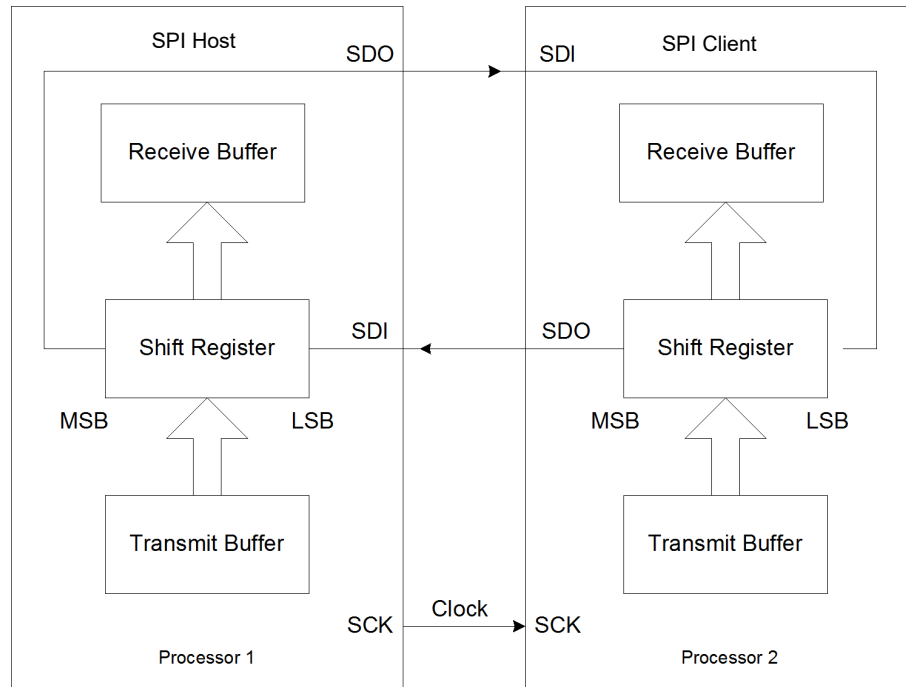 SPI Host
SDO
Receive Buffer
Shift Register
SDI
MSB
LSB
Transmit Buffer
SCK
Processor 1
Clock
SPI Client
SDI
Receive Buffer
SDO
Shift Register
MSB
LSB
Transmit Buffer
SCK
Processor 2